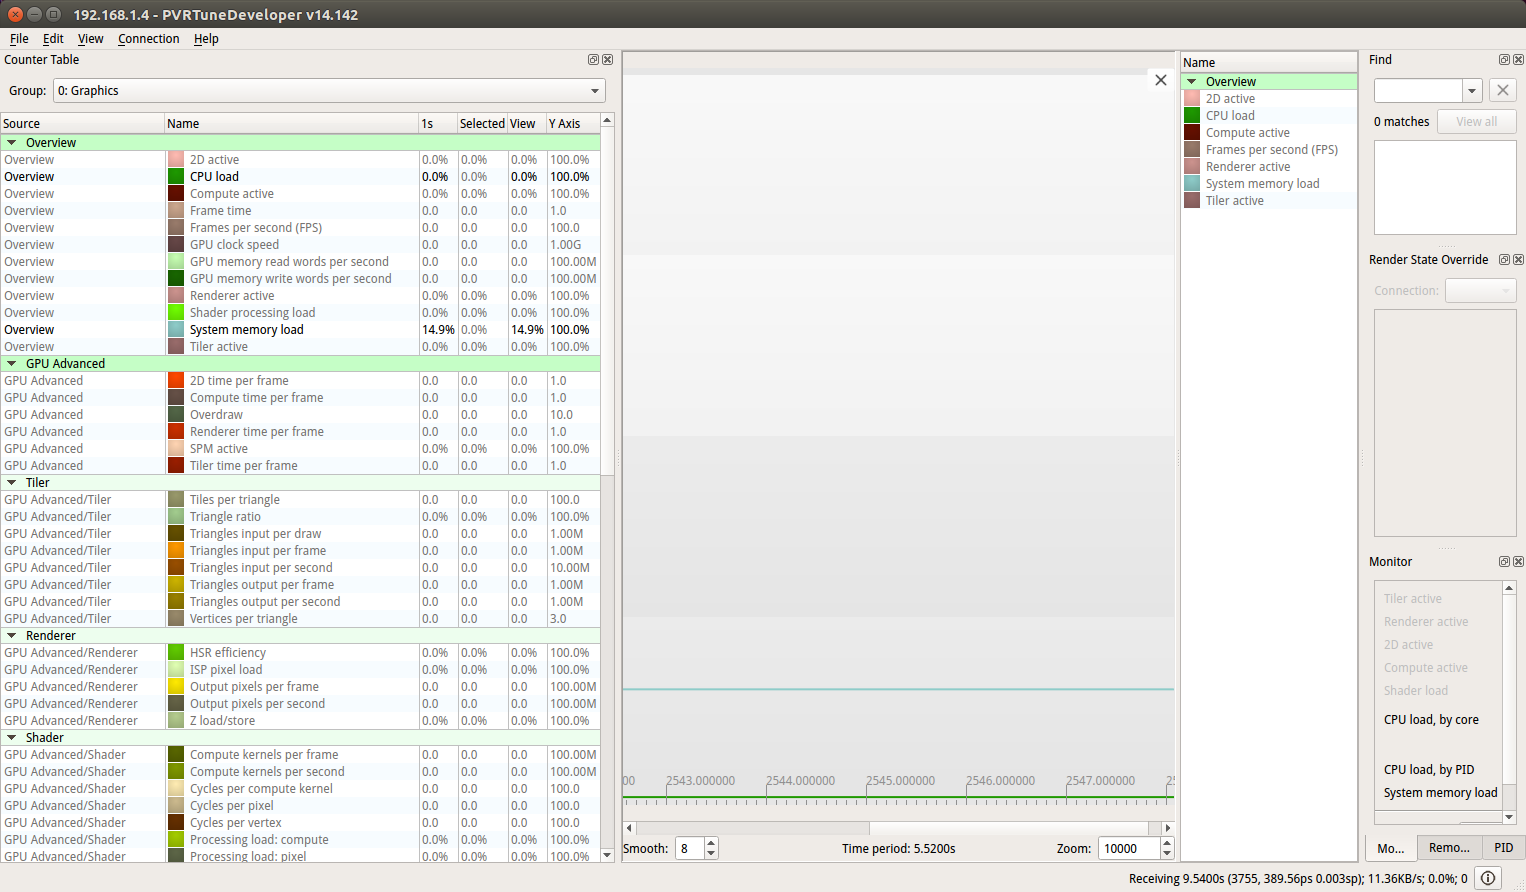 192.168.1.4 - PVRTuneDeveloper v14.142
File Edit View Connection Help
Counter Table
Group: 0: Graphics
Source Name 1s Selected View Y Axis
Overview
Overview 2D active 0.0% 0.0% 0.0% 100.0%
Overview CPU load 0.0% 0.0% 0.0% 100.0%
Overview Compute active 0.0% 0.0% 0.0% 100.0%
Overview Frame time 0.0 0.0 0.0 1.0
Overview Frames per second (FPS) 0.0 0.0 0.0 100.0
Overview GPU clock speed 0.0 0.0 0.0 1.00G
Overview GPU memory read words per second 0.0 0.0 0.0 100.00M
Overview GPU memory write words per second 0.0 0.0 0.0 100.00M
Overview Renderer active 0.0% 0.0% 0.0% 100.0%
Overview Shader processing load 0.0% 0.0% 0.0% 100.0%
Overview System memory load 14.9% 0.0% 14.9% 100.0%
Overview Tiler active 0.0% 0.0% 0.0% 100.0%
GPU Advanced
GPU Advanced 2D time per frame 0.0 0.0 0.0 1.0
GPU Advanced Compute time per frame 0.0 0.0 0.0 1.0
GPU Advanced Overdraw 0.0 0.0 0.0 10.0
GPU Advanced Renderer time per frame 0.0 0.0 0.0 1.0
GPU Advanced SPM active 0.0% 0.0% 0.0% 100.0%
GPU Advanced Tiler time per frame 0.0 0.0 0.0 1.0
Tiler
GPU Advanced/Tiler Tiles per triangle 0.0 0.0 0.0 100.0
GPU Advanced/Tiler Triangle ratio 0.0% 0.0% 0.0% 100.0%
GPU Advanced/Tiler Triangles input per draw 0.0 0.0 0.0 1.00M
GPU Advanced/Tiler Triangles input per frame 0.0 0.0 0.0 1.00M
GPU Advanced/Tiler Triangles input per second 0.0 0.0 0.0 10.00M
GPU Advanced/Tiler Triangles output per frame 0.0 0.0 0.0 1.00M
GPU Advanced/Tiler Triangles output per second 0.0 0.0 0.0 1.00M
GPU Advanced/Tiler Vertices per triangle 0.0 0.0 0.0 3.0
Renderer
GPU Advanced/Renderer HSR efficiency 0.0% 0.0% 0.0% 100.0%
GPU Advanced/Renderer ISP pixel load 0.0% 0.0% 0.0% 100.0%
GPU Advanced/Renderer Output pixels per frame 0.0 0.0 0.0 100.00M
GPU Advanced/Renderer Output pixels per second 0.0 0.0 0.0 100.00M
GPU Advanced/Renderer Z load/store 0.0% 0.0% 0.0% 100.0%
Shader
GPU Advanced/Shader Compute kernels per frame 0.0 0.0 0.0 100.00M
GPU Advanced/Shader Compute kernels per second 0.0 0.0 0.0 100.00M
GPU Advanced/Shader Cycles per compute kernel 0.0 0.0 0.0 100.0
GPU Advanced/Shader Cycles per pixel 0.0 0.0 0.0 100.0
GPU Advanced/Shader Cycles per vertex 0.0 0.0 0.0 100.0
GPU Advanced/Shader Processing load: compute 0.0% 0.0% 0.0% 100.0%
GPU Advanced/Shader Processing load: pixel 0.0% 0.0% 0.0% 100.0%
00 2543.000000 2544.000000 2545.000000 2546.000000 2547.000000 25
Smooth: 8 Time period: 5.5200s Zoom: 10000
Name
Overview
2D active
CPU load
Compute active
Frames per second (FPS)
Renderer active
System memory load
Tiler active
Find
0 matches View all
Render State Override
Connection:
Monitor
Tiler active
Renderer active
2D active
Compute active
Shader load
CPU load, by core
CPU load, by PID
System memory load
Mo... Remo... PID
Receiving 9.5400s (3755, 389.56ps 0.003sp); 11.36KB/s; 0.0%; 0